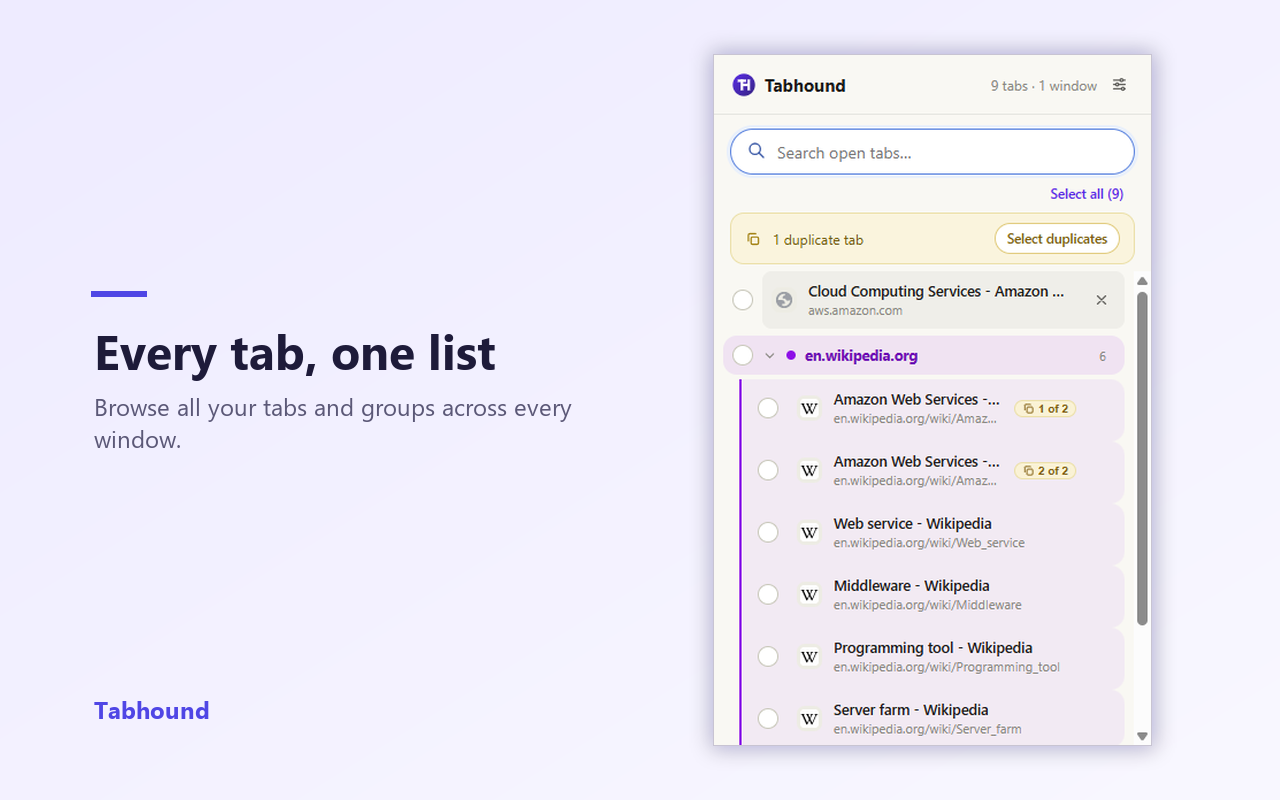 Every tab, one list
Browse all your tabs and groups across every
window.
Tabhound
TH Tabhound
9 tabs · 1 window
Search open tabs...
Select all (9)
1 duplicate tab
Select duplicates
Cloud Computing Services - Amazon ...
aws.amazon.com
en.wikipedia.org
6
W
Amazon Web Services -...
en.wikipedia.org/wiki/Amaz...
1 of 2
W
Amazon Web Services -...
en.wikipedia.org/wiki/Amaz...
2 of 2
W
Web service - Wikipedia
en.wikipedia.org/wiki/Web_service
W
Middleware - Wikipedia
en.wikipedia.org/wiki/Middleware
W
Programming tool - Wikipedia
en.wikipedia.org/wiki/Programming_tool
W
Server farm - Wikipedia
en.wikipedia.org/wiki/Server_farm